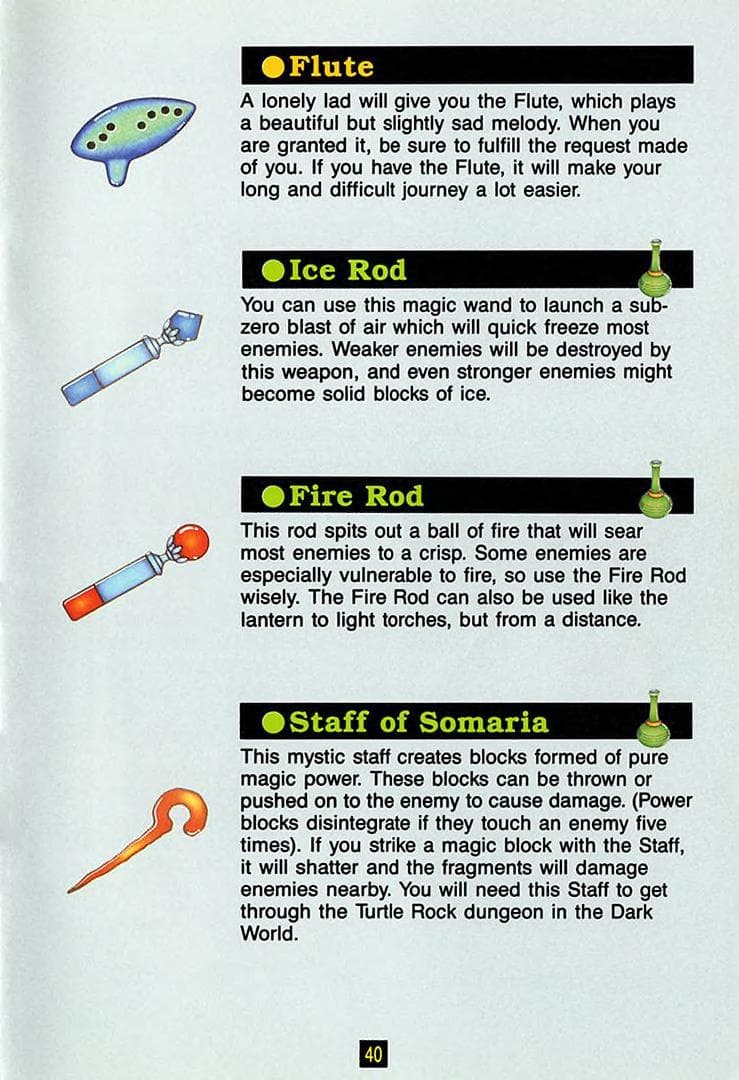 Flute
A lonely lad will give you the Flute, which plays
a beautiful but slightly sad melody. When you
are granted it, be sure to fulfill the request made
of you. If you have the Flute, it will make your
long and difficult journey a lot easier.
Ice Rod
You can use this magic wand to launch a sub-
zero blast of air which will quick freeze most
enemies. Weaker enemies will be destroyed by
this weapon, and even stronger enemies might
become solid blocks of ice.
Fire Rod
This rod spits out a ball of fire that will sear
most enemies to a crisp. Some enemies are
especially vulnerable to fire, so use the Fire Rod
wisely. The Fire Rod can also be used like the
lantern to light torches, but from a distance.
Staff of Somaria
This mystic staff creates blocks formed of pure
magic power. These blocks can be thrown or
pushed on to the enemy to cause damage. (Power
blocks disintegrate if they touch an enemy five
times). If you strike a magic block with the Staff,
it will shatter and the fragments will damage
enemies nearby. You will need this Staff to get
through the Turtle Rock dungeon in the Dark
World.
40